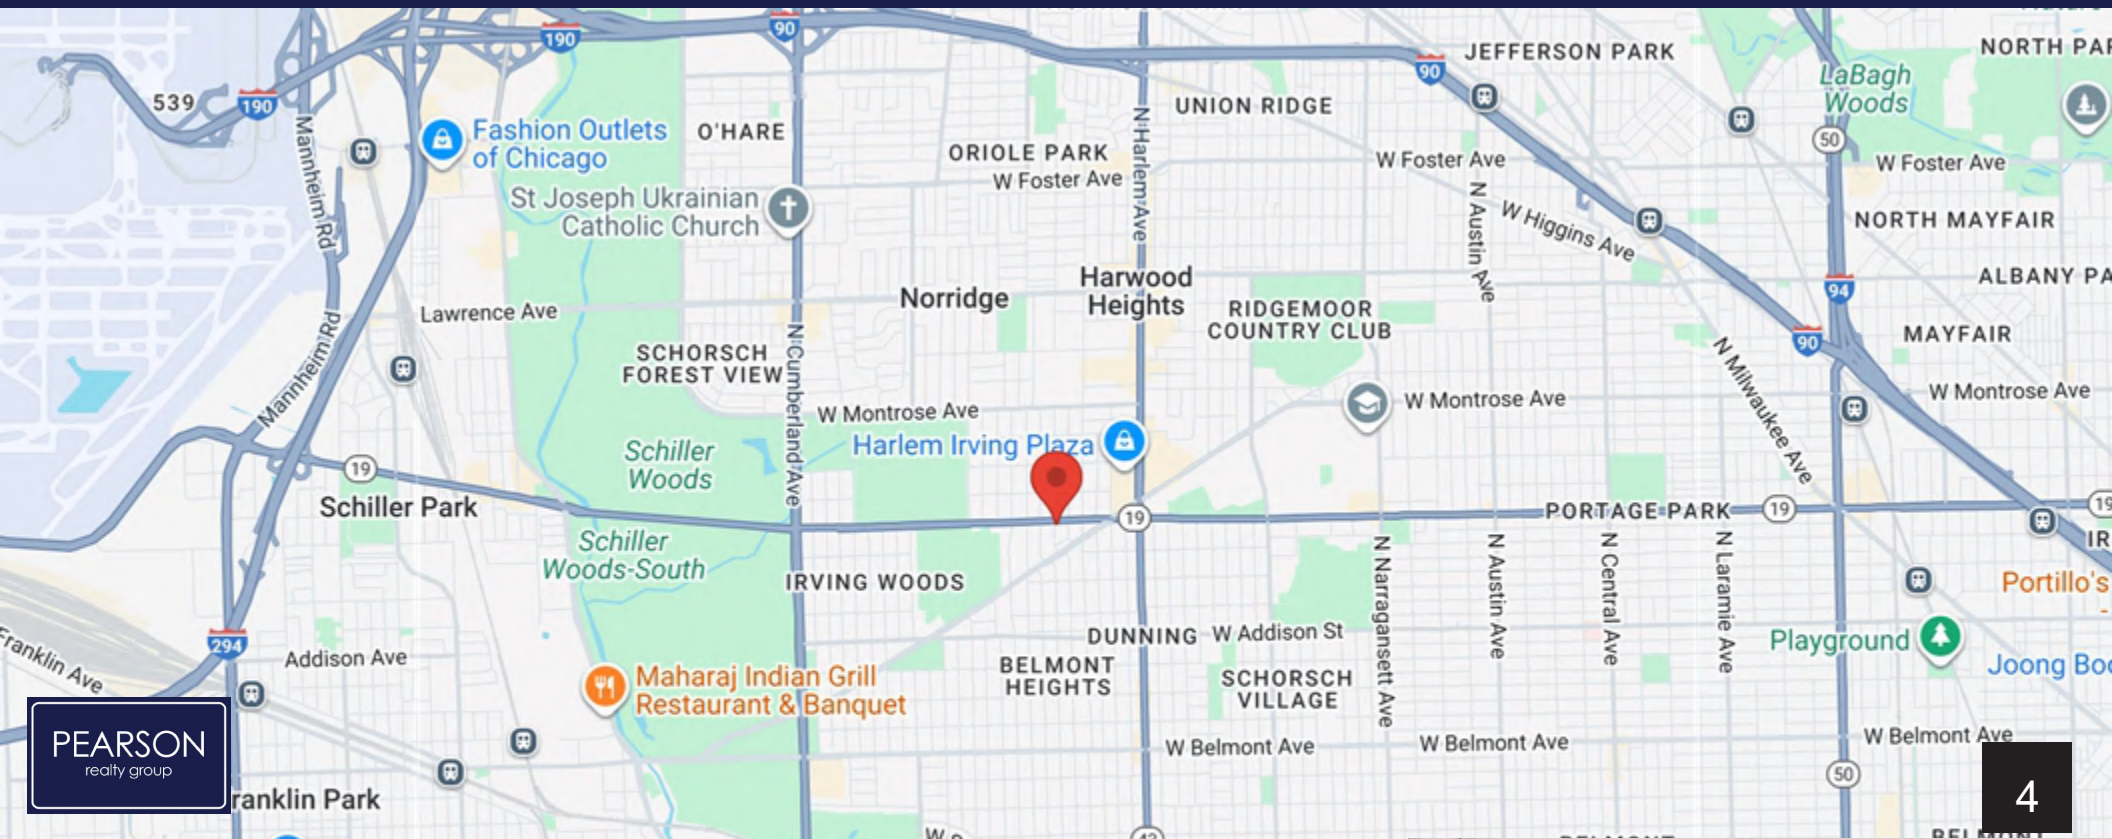 190
90
JEFFERSON PARK
NORTH PAR
LaBagh
Woods
90
539
190
UNION RIDGE
Fashion Outlets
of Chicago
O'HARE
50
Mannheim Rd
N Harlem Ave
ORIOLE PARK
W Foster Ave
W Foster Ave
W Foster Ave
St Joseph Ukrainian
Catholic Church
N Austin Ave
W Higgins Ave
NORTH MAYFAIR
Harwood
Heights
ALBANY PA
94
Norridge
Lawrence Ave
RIDGEMOOR
COUNTRY CLUB
MAYFAIR
90
Mannheim Rd
SCHORSCH
FOREST VIEW
N Cumberland Ave
N Milwaukee Ave
W Montrose Ave
W Montrose Ave
W Montrose Ave
Harlem Irving Plaza
Schiller
Woods
19
Schiller Park
19
PORTAGE PARK
19
19
Schiller
Woods-South
IR
IRVING WOODS
N Narragansett Ave
N Austin Ave
N Central Ave
N Laramie Ave
Portillo's
294
DUNNING
W Addison St
Playground
Franklin Ave
Addison Ave
BELMONT
HEIGHTS
SCHORSCH
VILLAGE
Joong Boo
Maharaj Indian Grill
Restaurant & Banquet
W Belmont Ave
W Belmont Ave
W Belmont Ave
PEARSON
realty group
50
ranklin Park
4